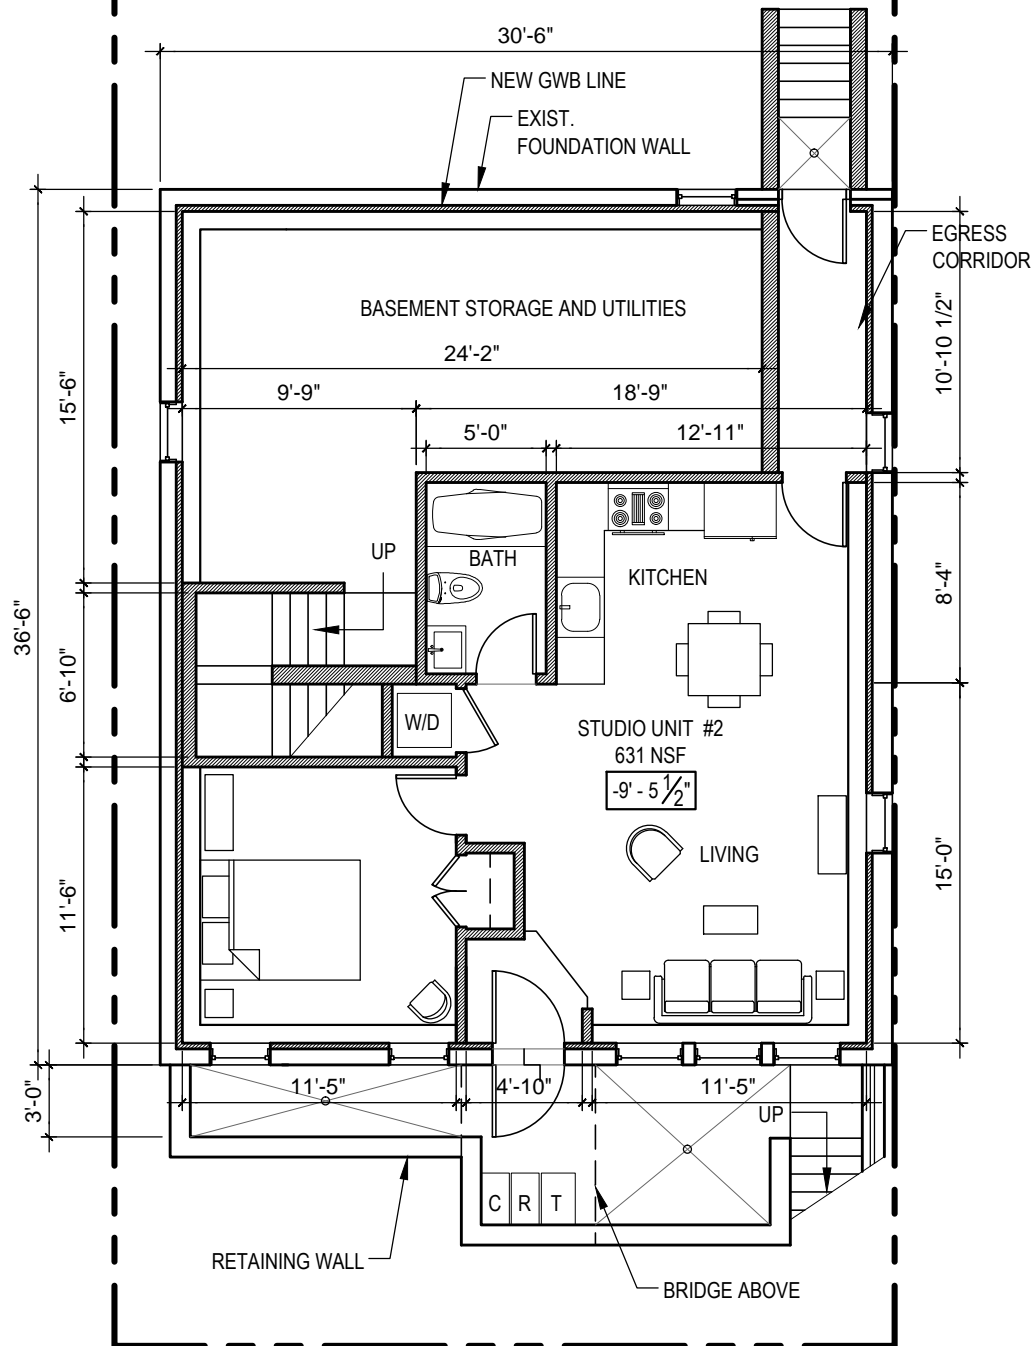 30'-6"
NEW GWB LINE
EXIST.
FOUNDATION WALL
EGRESS
CORRIDOR
BASEMENT STORAGE AND UTILITIES
10'-10 1/2"
24'-2"
15'-6"
9'-9"
18'-9"
5'-0"
12'-11"
UP
BATH
KITCHEN
8'-4"
36'-6"
6'-10"
W/D
STUDIO UNIT #2
631 NSF
-9' - 5 1/2"
LIVING
15'-0"
11'-6"
3'-0"
11'-5"
4'-10"
11'-5"
UP
C R T
RETAINING WALL
BRIDGE ABOVE